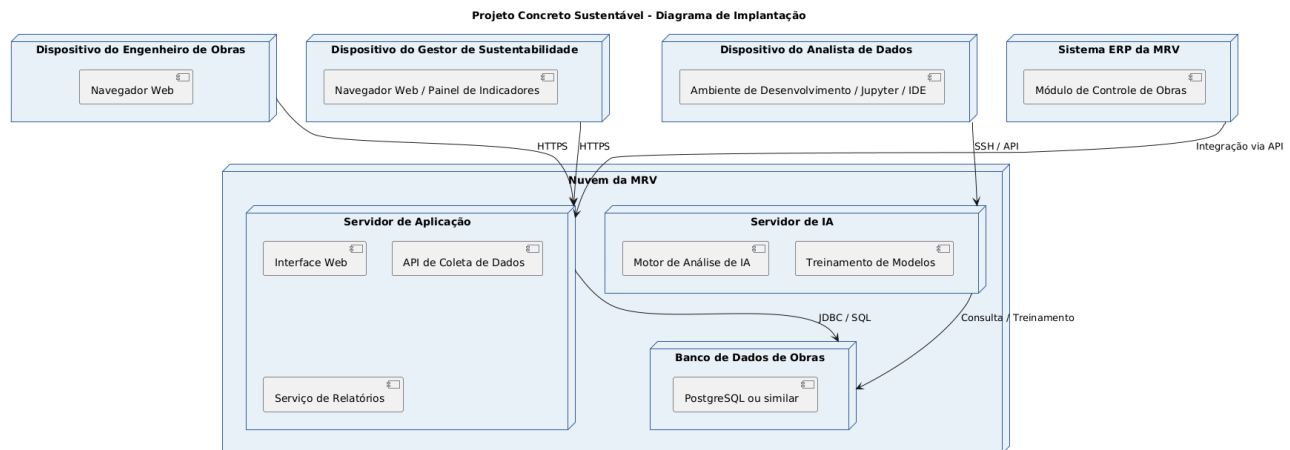 Projeto Concreto Sustentável - Diagrama de Implantação
Dispositivo do Engenheiro de Obras
Navegador Web
Dispositivo do Gestor de Sustentabilidade
Navegador Web / Painel de Indicadores
Dispositivo do Analista de Dados
Ambiente de Desenvolvimento / Jupyter / IDE
Sistema ERP da MRV
Módulo de Controle de Obras
HTTPS
HTTPS
SSH / API
Integração via API
Nuvem da MRV
Servidor de Aplicação
Interface Web
API de Coleta de Dados
Serviço de Relatórios
Servidor de IA
Motor de Análise de IA
Treinamento de Modelos
JDBC / SQL
Consulta / Treinamento
Banco de Dados de Obras
PostgreSQL ou similar